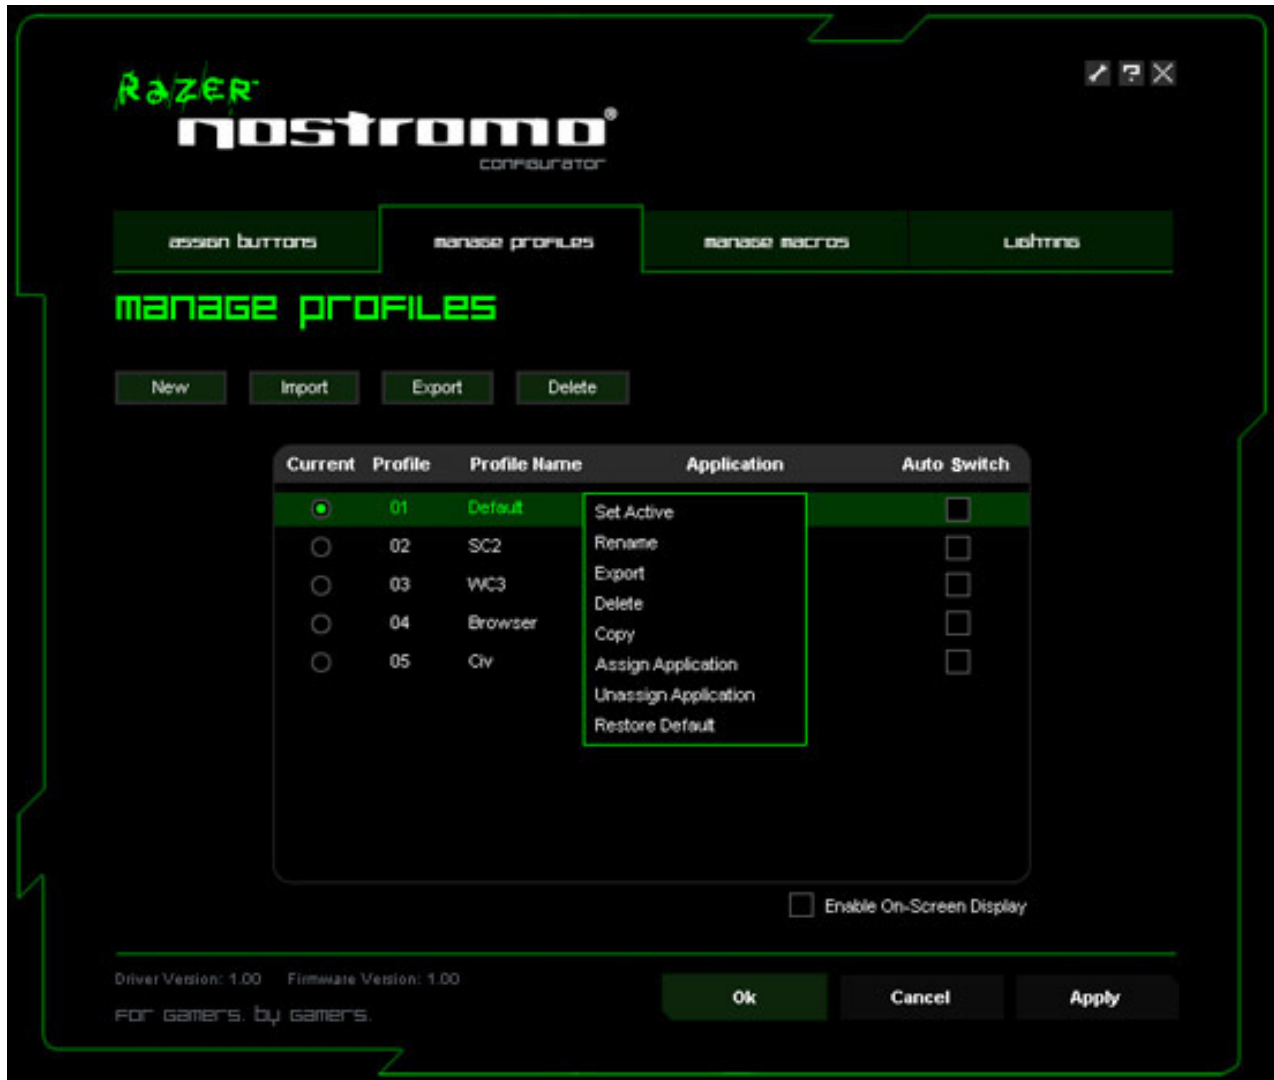 RAZER™
nostromo®
configurator
assign buttons manage profiles manage macros Lighting
manage profiles
New Import Export Delete
Current Profile Profile Name Application Auto Switch
01 Default
Set Active
02 SC2
Rename
03 WC3
Export
Delete
04 Browser
Copy
05 Civ
Assign Application
Unassign Application
Restore Default
Enable On-Screen Display
Driver Version: 1.00 Firmware Version: 1.00
Ok Cancel Apply
For gamers. by gamers.